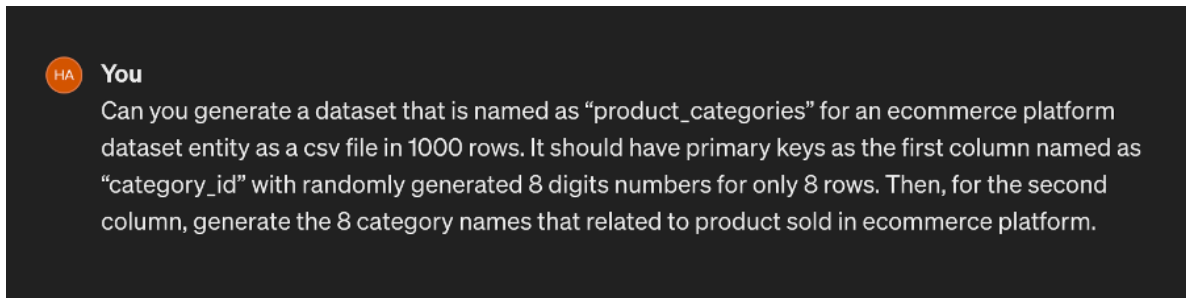 HA
You
Can you generate a dataset that is named as “product_categories” for an ecommerce platform
dataset entity as a csv file in 1000 rows. It should have primary keys as the first column named as
“category_id” with randomly generated 8 digits numbers for only 8 rows. Then, for the second
column, generate the 8 category names that related to product sold in ecommerce platform.